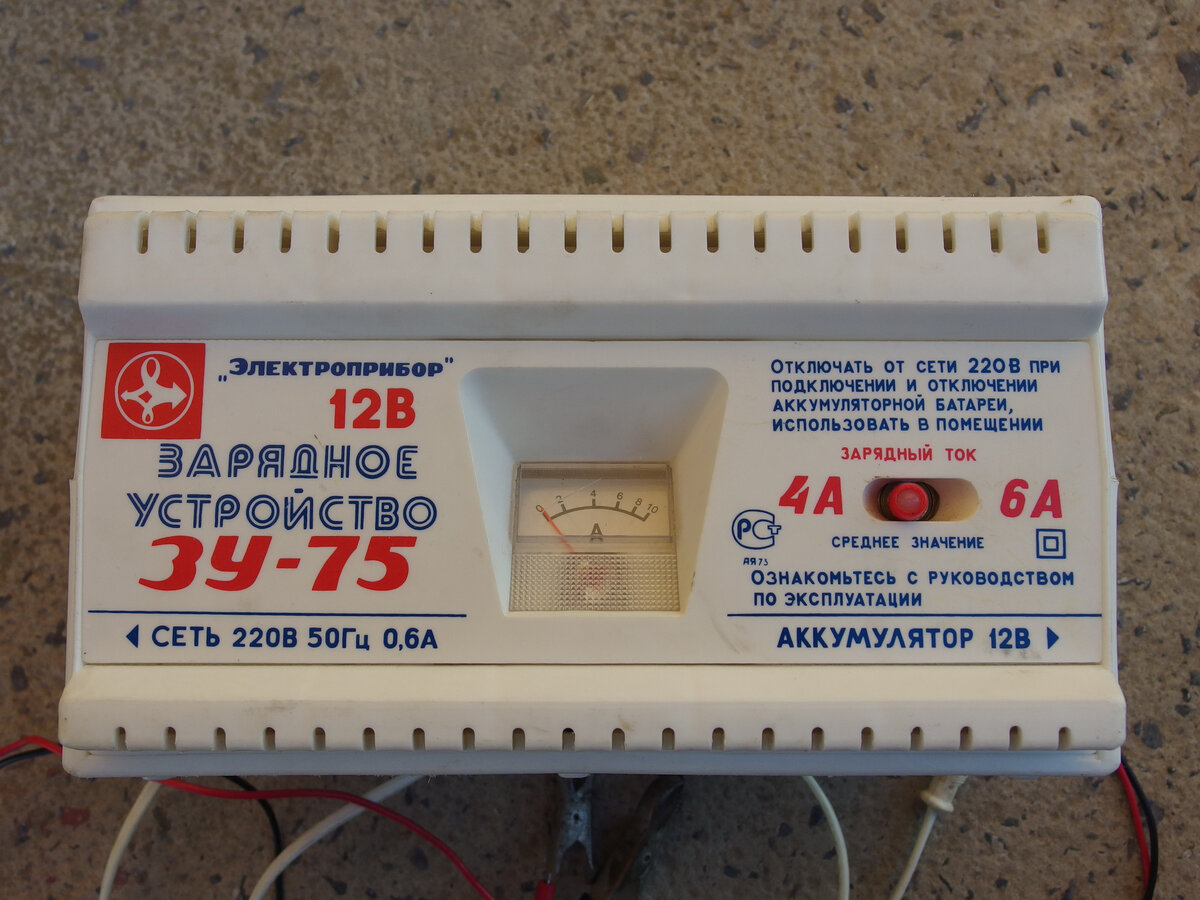 „Электроприбор"
12В
ЗАРЯДНОЕ
УСТРОЙСТВО
ЗУ-75
СЕТЬ 220В 50Гц 0,6А
0 2 4 6 8 10
А
ОТКЛЮЧАТЬ ОТ СЕТИ 220В ПРИ
ПОДКЛЮЧЕНИИ И ОТКЛЮЧЕНИИ
АККУМУЛЯТОРНОЙ БАТАРЕИ,
ИСПОЛЬЗОВАТЬ В ПОМЕЩЕНИИ
ЗАРЯДНЫЙ ТОК
4А 6А
РСТ
АЯ75
СРЕДНЕЕ ЗНАЧЕНИЕ
ОЗНАКОМЬТЕСЬ С РУКОВОДСТВОМ
ПО ЭКСПЛУАТАЦИИ
АККУМУЛЯТОР 12В